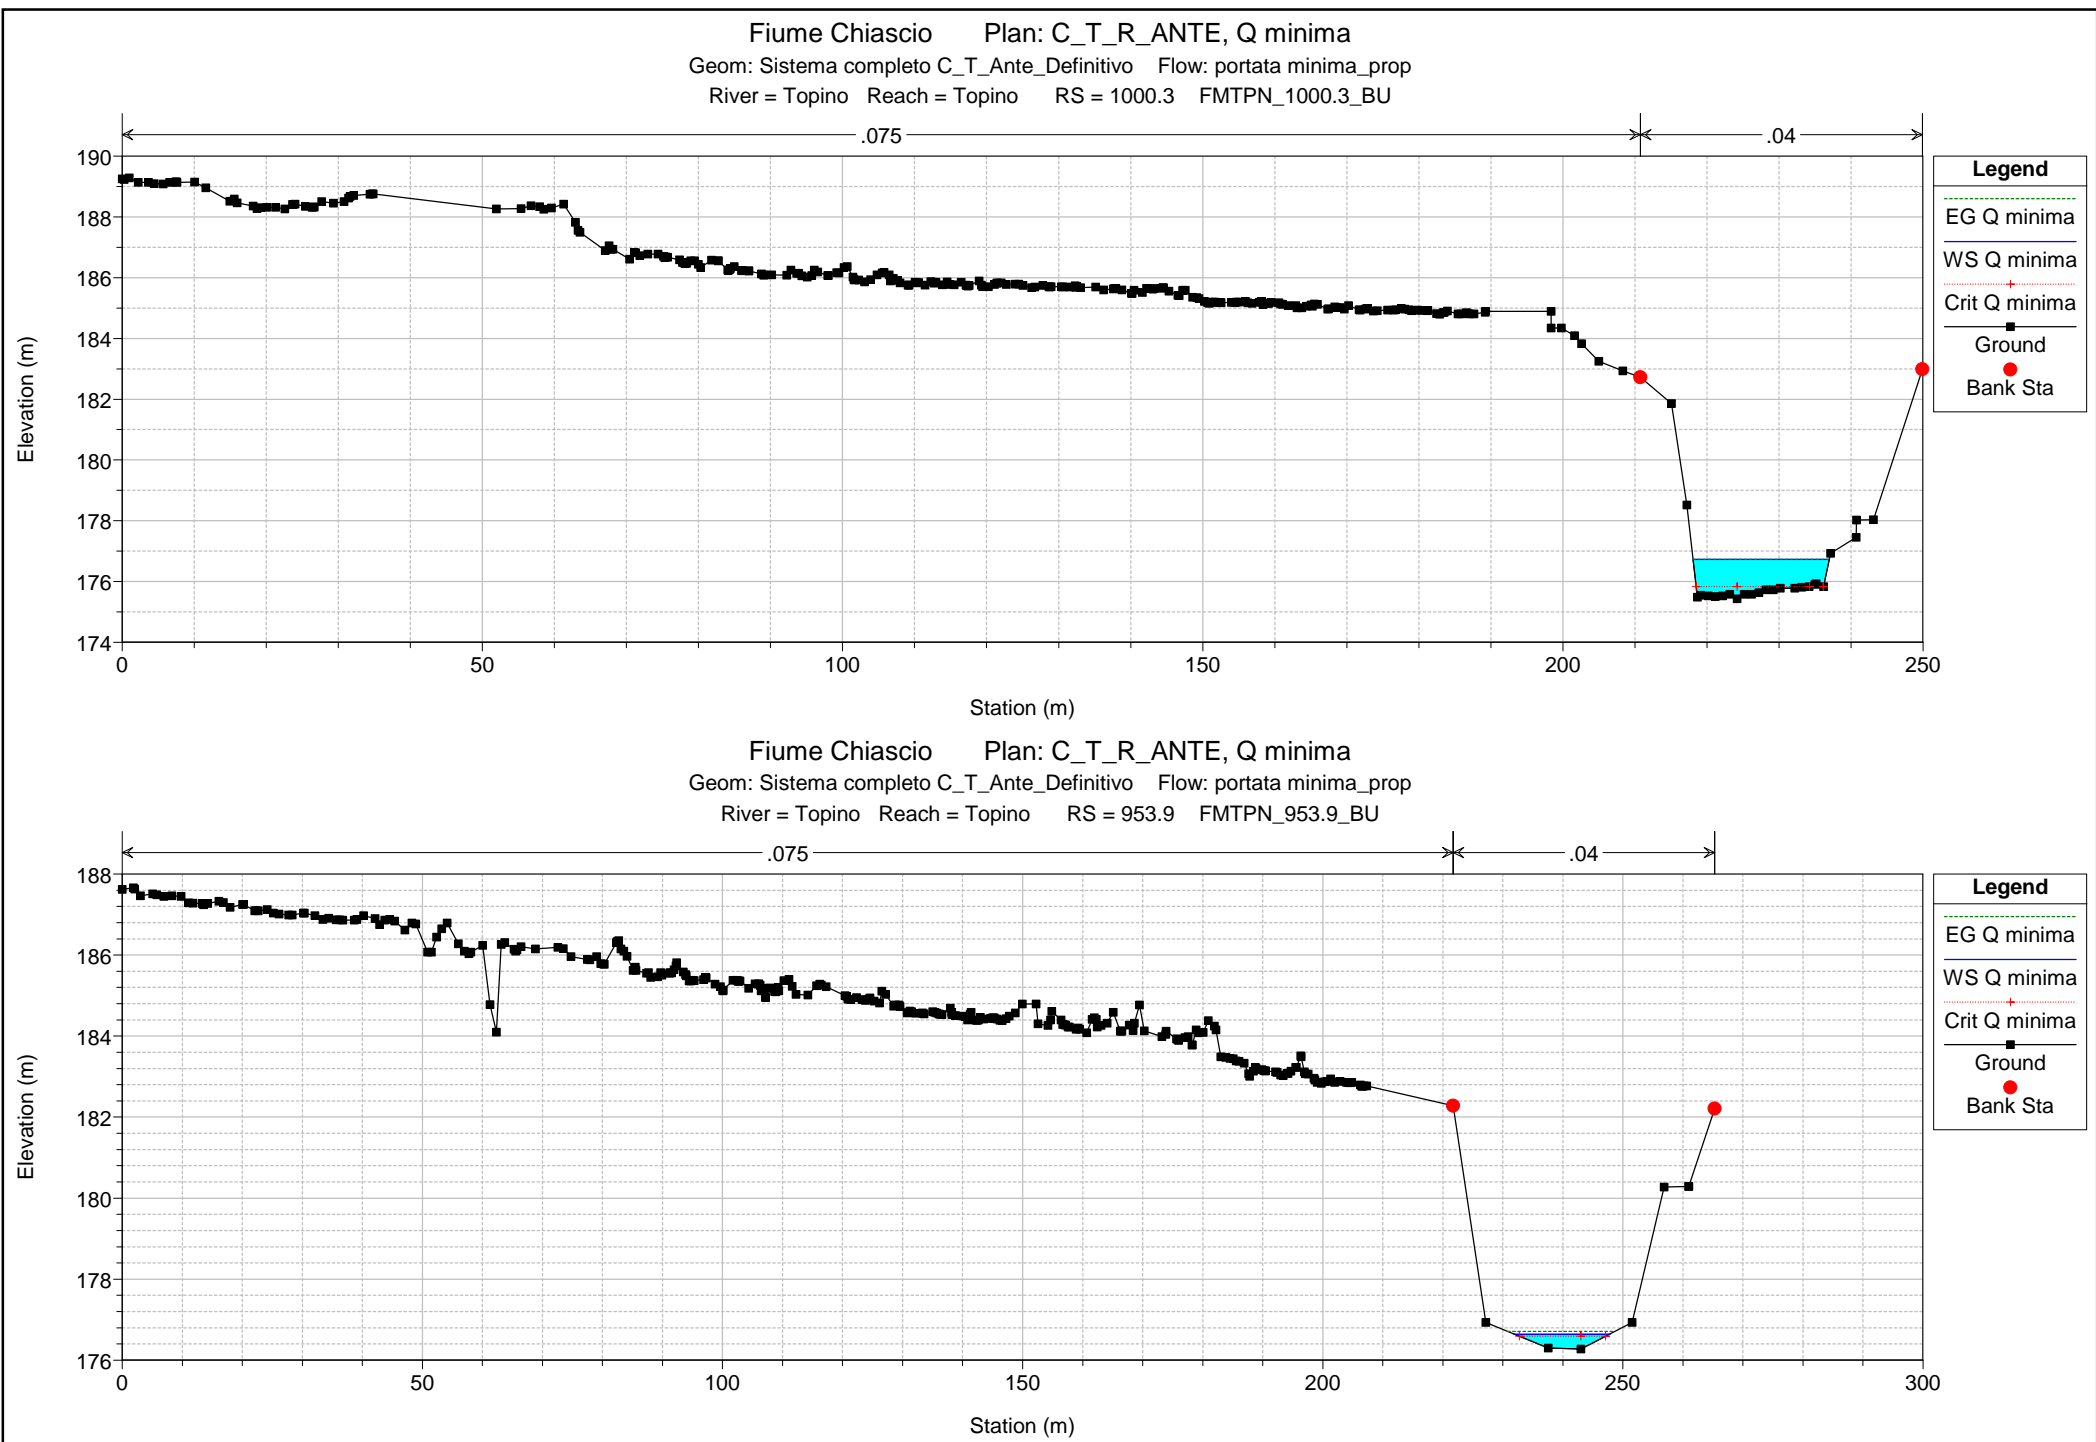 Fiume Chiascio Plan: C_T_R_ANTE, Q minima
Geom: Sistema completo C_T_Ante_Definitivo Flow: portata minima_prop
River = Topino Reach = Topino RS = 1000.3 FMTPN_1000.3_BU
.075 .04
190
188
186
184
182
180
178
176
174
Elevation (m)
0 50 100 150 200 250
Station (m)
Legend
EG Q minima
WS Q minima
Crit Q minima
Ground
Bank Sta
Fiume Chiascio Plan: C_T_R_ANTE, Q minima
Geom: Sistema completo C_T_Ante_Definitivo Flow: portata minima_prop
River = Topino Reach = Topino RS = 953.9 FMTPN_953.9_BU
.075 .04
188
186
184
182
180
178
176
Elevation (m)
0 50 100 150 200 250 300
Station (m)
Legend
EG Q minima
WS Q minima
Crit Q minima
Ground
Bank Sta